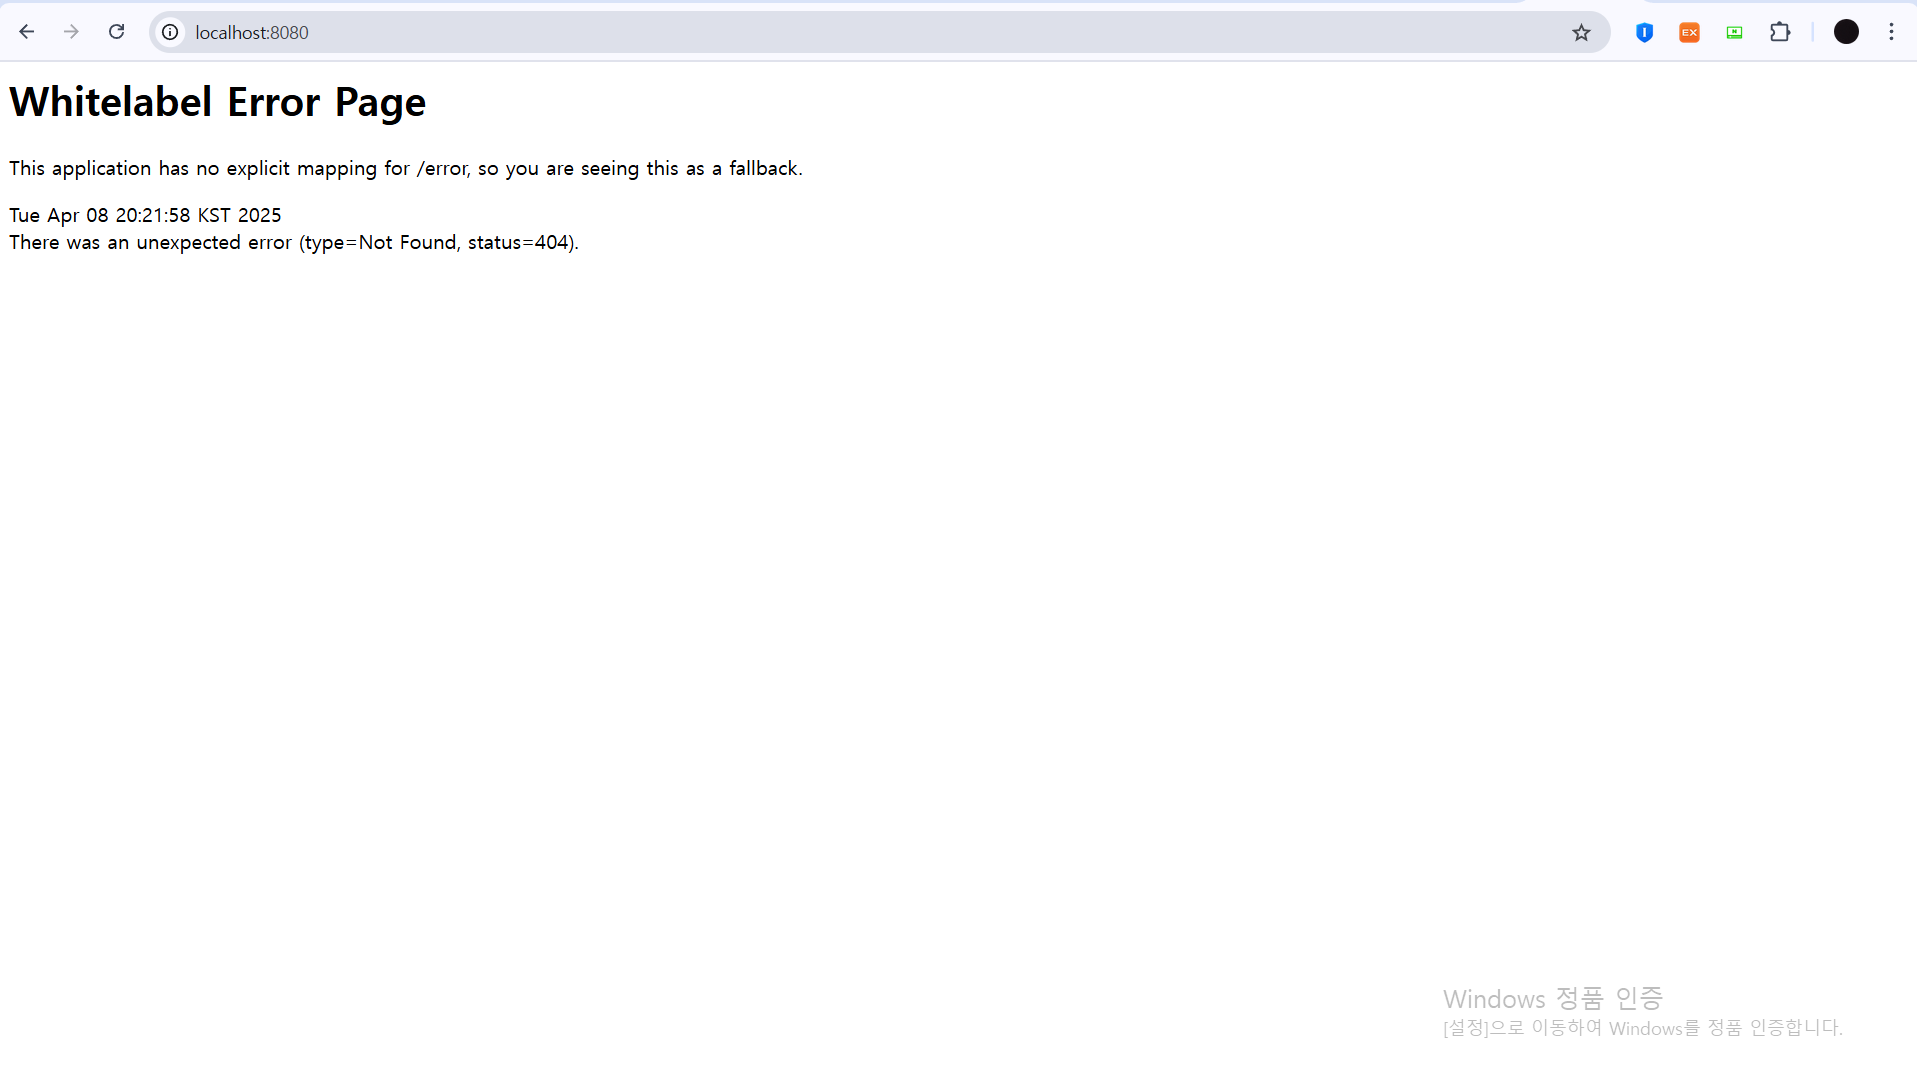 localhost:8080
EX
Whitelabel Error Page
This application has no explicit mapping for /error, so you are seeing this as a fallback.
Tue Apr 08 20:21:58 KST 2025
There was an unexpected error (type=Not Found, status=404).
Windows 정품 인증
[설정]으로 이동하여 Windows를 정품 인증합니다.